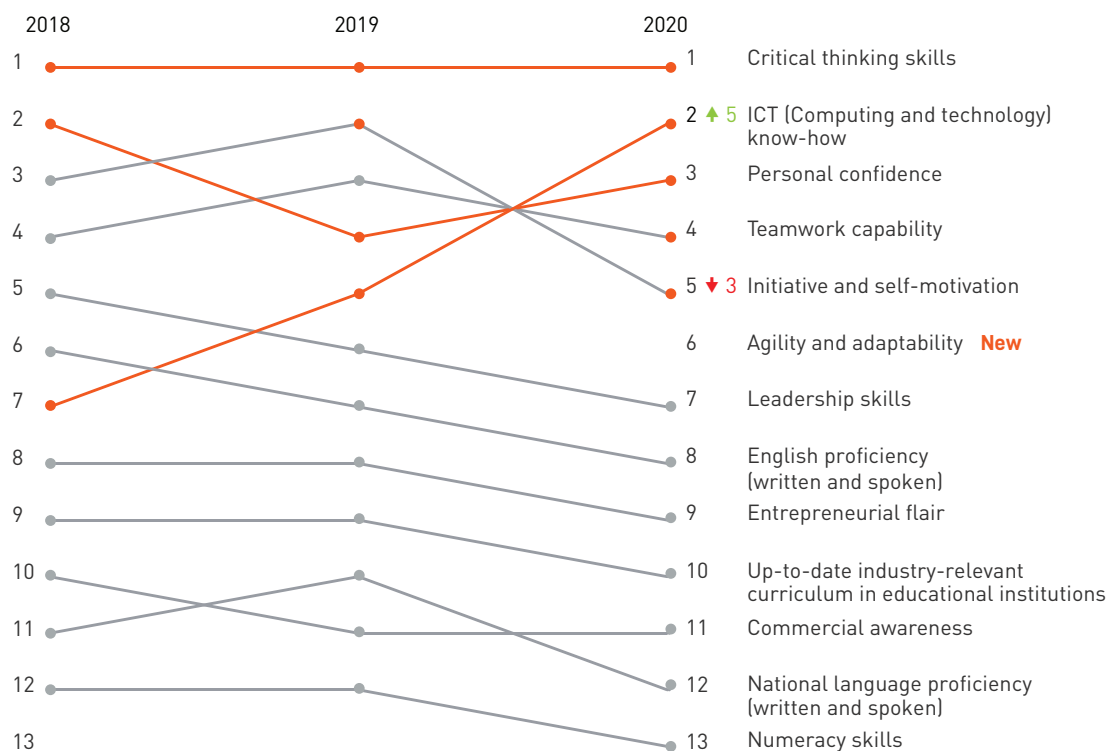 2018 2019 2020
1 1 Critical thinking skills
2 2 5 ICT (Computing and technology)
know-how
3 3 Personal confidence
4 4 Teamwork capability
5 5 3 Initiative and self-motivation
6 6 Agility and adaptability New
7 7 Leadership skills
8 8 English proficiency
(written and spoken)
9 9 Entrepreneurial flair
10 10 Up-to-date industry-relevant
curriculum in educational institutions
11 11 Commercial awareness
12 12 National language proficiency
(written and spoken)
13 13 Numeracy skills